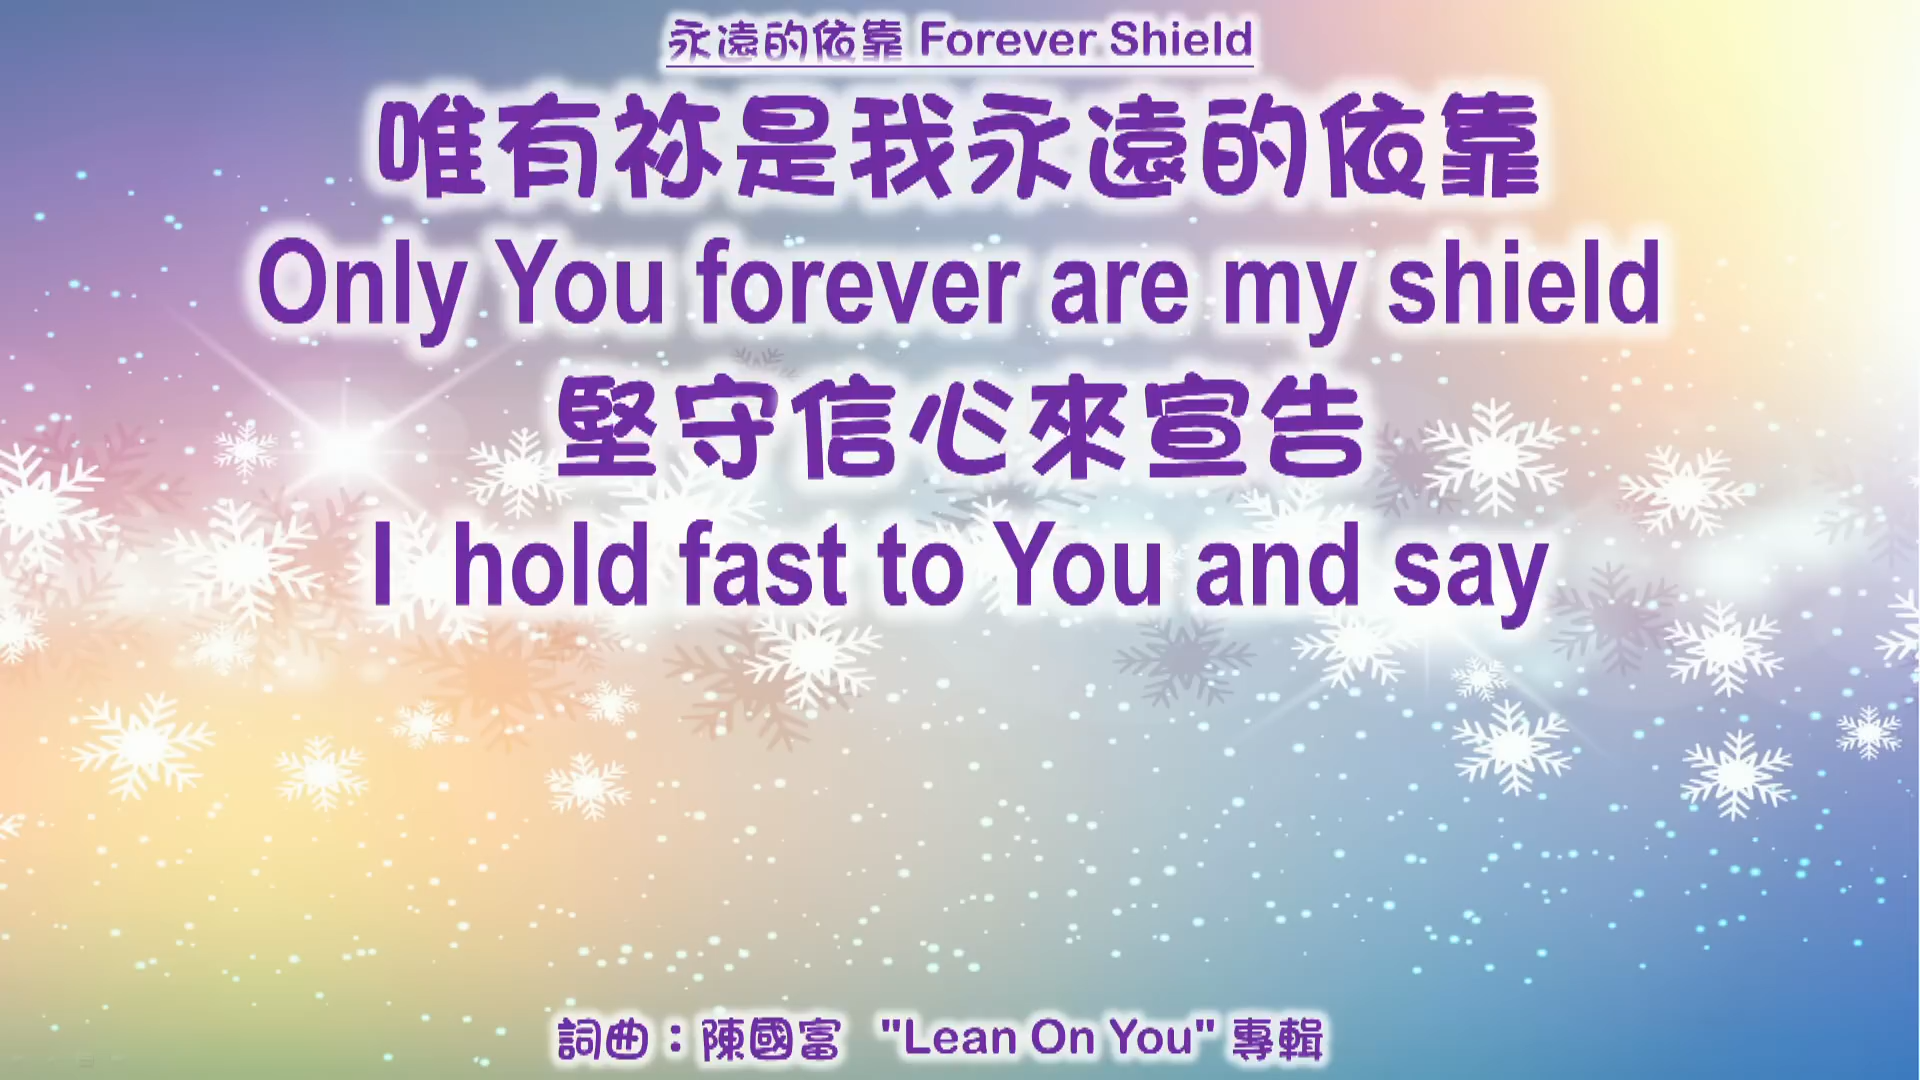 永遠的依靠 Forever Shield
唯有祢是我永遠的依靠
Only You forever are my shield
堅守信心來宣告
I  hold fast to You and say
詞曲：陳國富   "Lean On You" 專輯